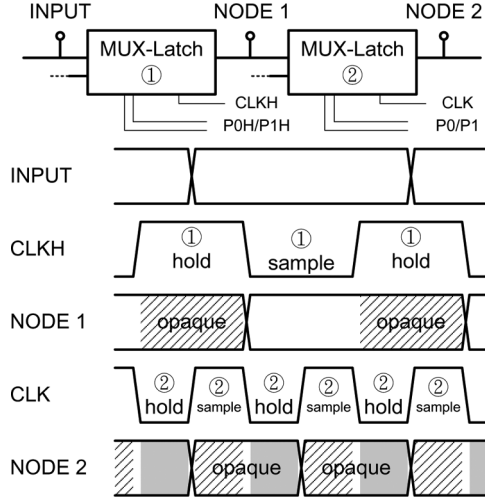 INPUT NODE 1 NODE 2
MUX-Latch MUX-Latch
① ②
CLKH CLK
P0H/P1H P0/P1
INPUT
CLKH ① hold ① sample ① hold
NODE 1 opaque opaque
CLK ② hold ② sample ② hold ② sample ② hold ② sample
NODE 2 opaque opaque